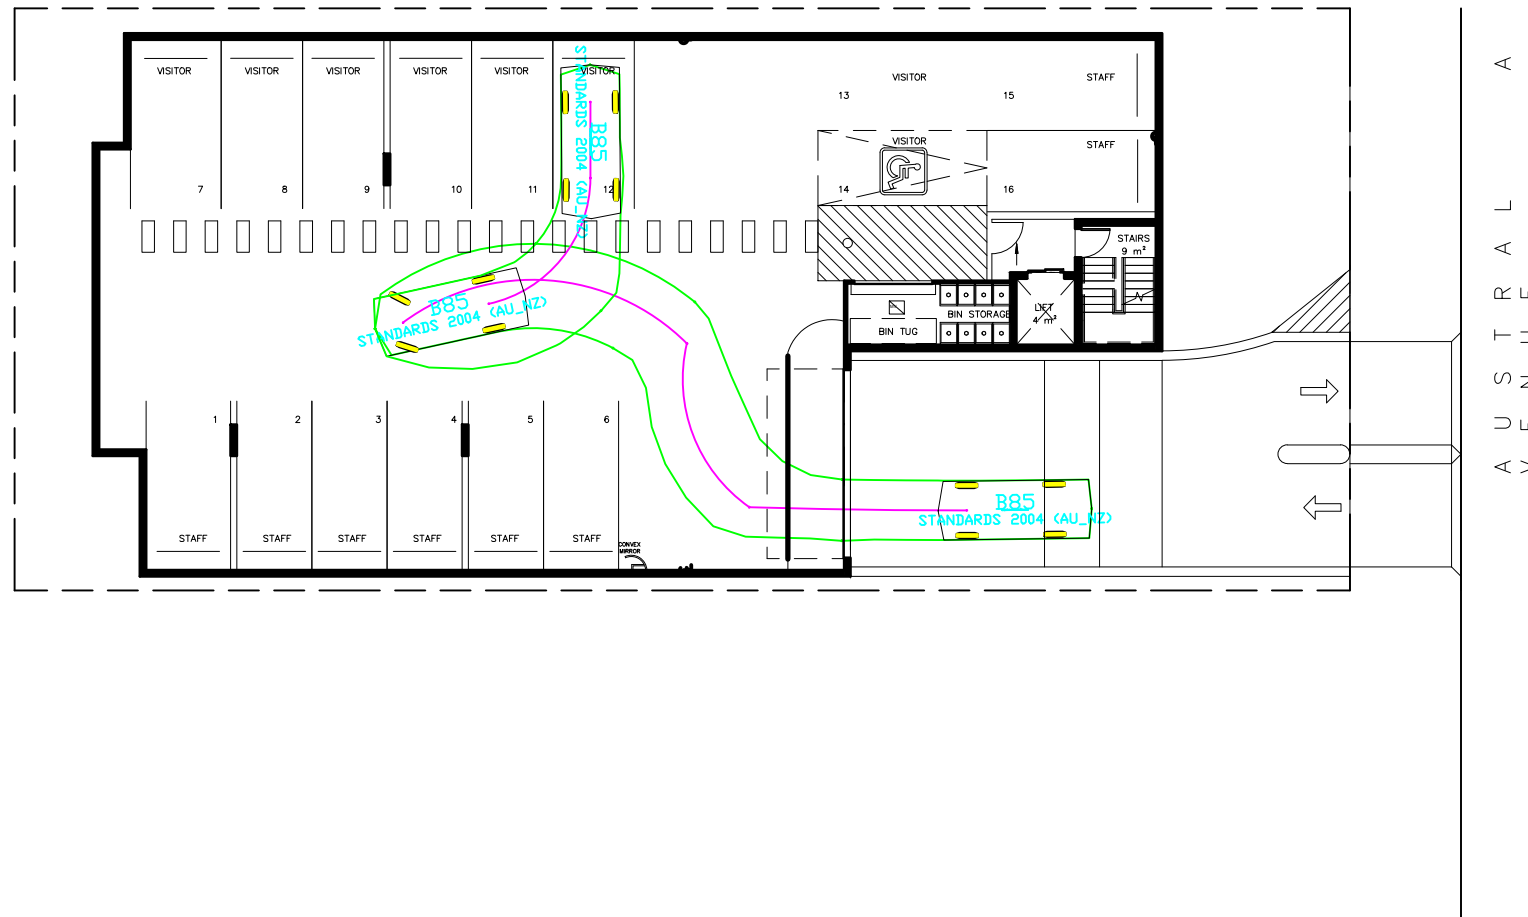 VISITOR
VISITOR
VISITOR
VISITOR
VISITOR
VISITOR
VISITOR
STAFF
13
15
VISITOR
STAFF
7
8
9
10
11
12
14
16
B85
STANDARDS 2004 (AU_NZ)
STAIRS
9 m²
B85
STANDARDS 2004 (AU_NZ)
BIN STORAGE
BIN TUG
LIFT
4 m²
1
2
3
4
5
6
B85
STANDARDS 2004 (AU_NZ)
STAFF
STAFF
STAFF
STAFF
STAFF
STAFF
CONVEX
MIRROR
AUSTRAL A